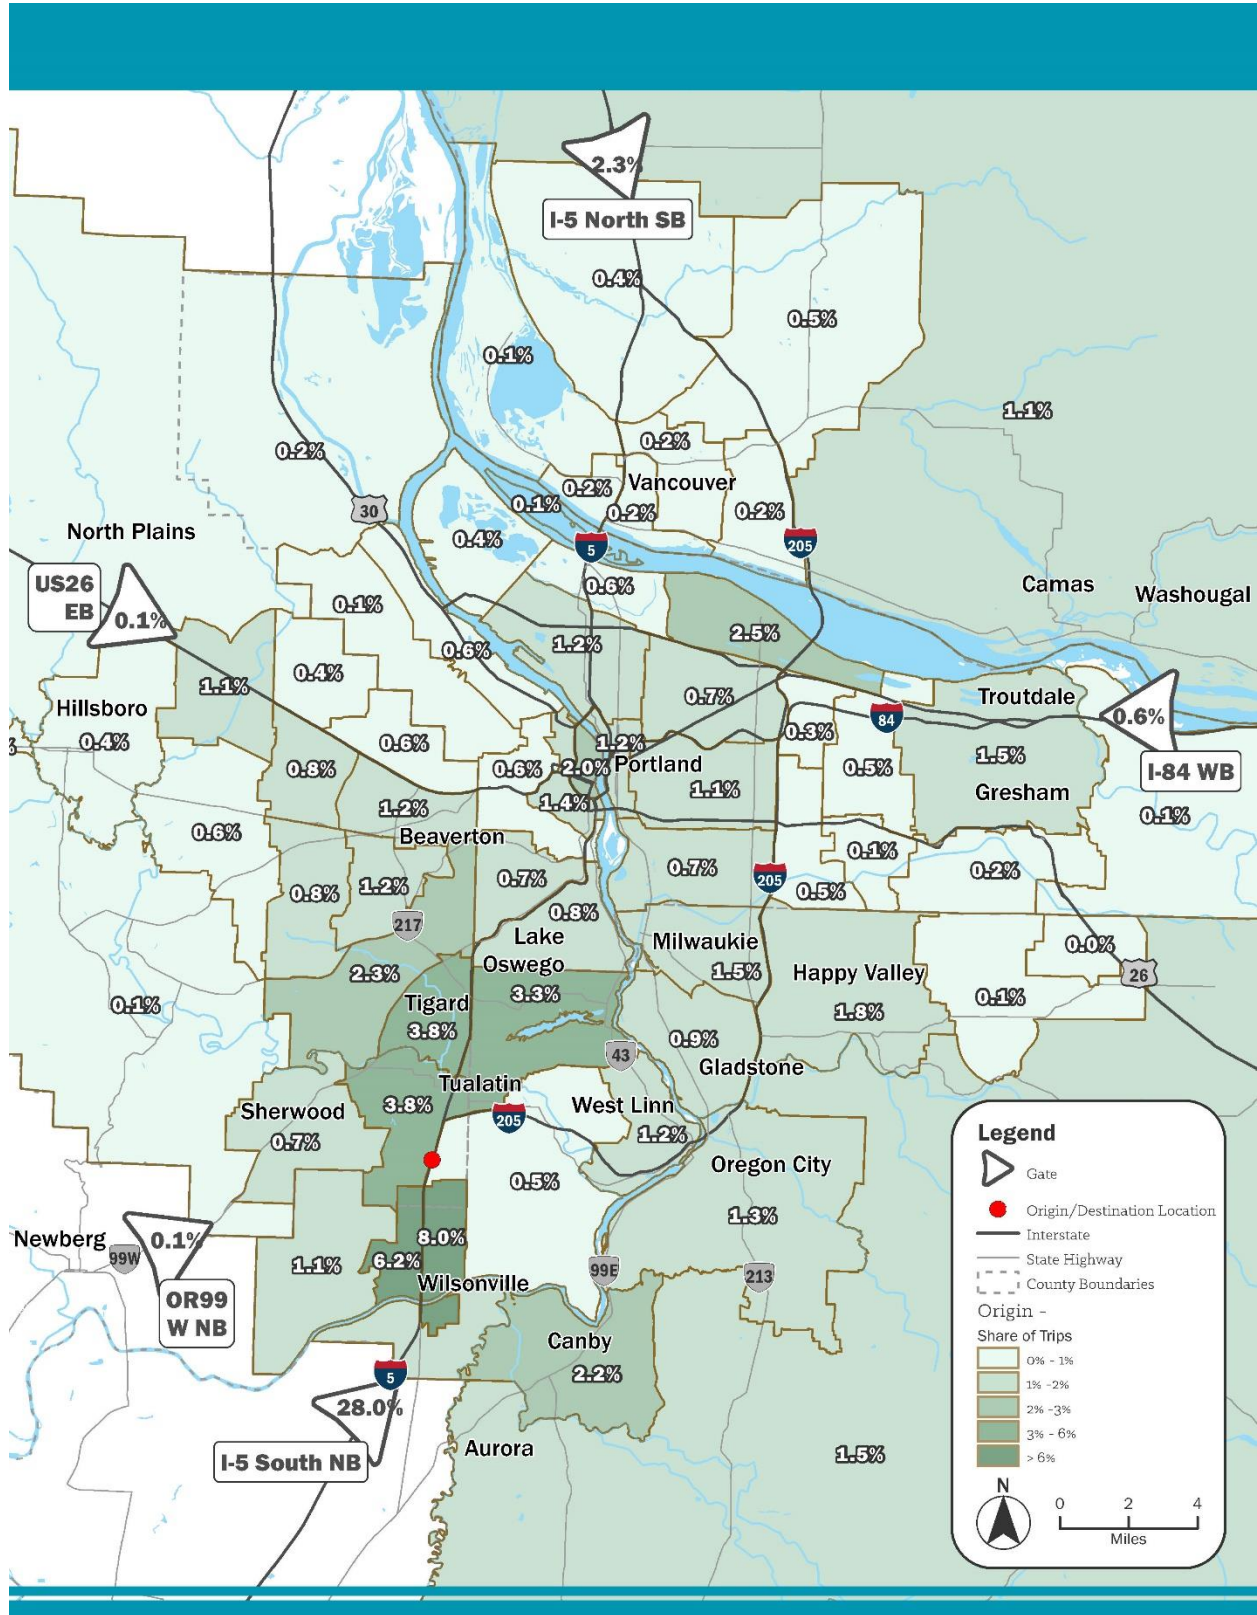 2.3%
I-5 North SB
0.4%
0.5%
0.1%
1.1%
0.2%
0.2%
Vancouver
0.2%
0.1%
0.2%
0.2%
30
North Plains
0.4%
5
205
US26
EB
0.1%
Camas
Washougal
0.6%
0.1%
2.5%
1.2%
0.6%
0.4%
1.1%
0.7%
Troutdale
Hillsboro
0.4%
84
0.6%
0.3%
0.6%
1.2%
1.5%
I-84 WB
0.8%
0.6%
2.0%
Portland
0.5%
1.1%
Gresham
1.2%
1.4%
0.1%
0.6%
Beaverton
0.1%
0.7%
0.7%
0.2%
205
0.5%
0.8%
1.2%
0.8%
217
Lake
Oswego
Milwaukie
0.0%
2.3%
1.5%
Happy Valley
26
Tigard
3.3%
0.1%
0.1%
1.8%
3.8%
0.9%
43
Gladstone
Tualatin
3.8%
West Linn
Sherwood
205
0.7%
1.2%
Oregon City
0.5%
1.3%
Newberg
99W
0.1%
8.0%
1.1%
6.2%
Wilsonville
99E
213
OR99
W NB
Canby
2.2%
5
28.0%
I-5 South NB
Aurora
1.5%
Legend
Gate
Origin/Destination Location
Interstate
State Highway
County Boundaries
Origin -
Share of Trips
0% - 1%
1% -2%
2% -3%
3% - 6%
> 6%
N
0 2 4
Miles